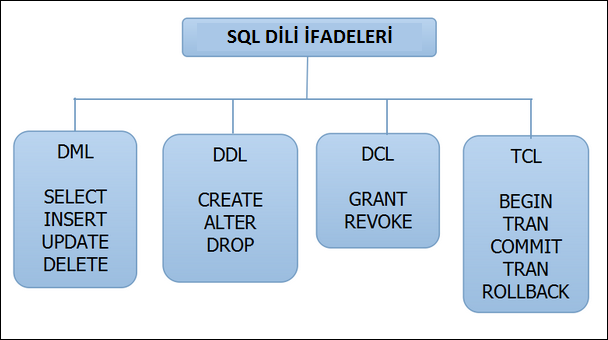 SQL DİLİ İFADELERİ
DML
SELECT
INSERT
UPDATE
DELETE
DDL
CREATE
ALTER
DROP
DCL
GRANT
REVOKE
TCL
BEGIN
TRAN
COMMIT
TRAN
ROLLBACK